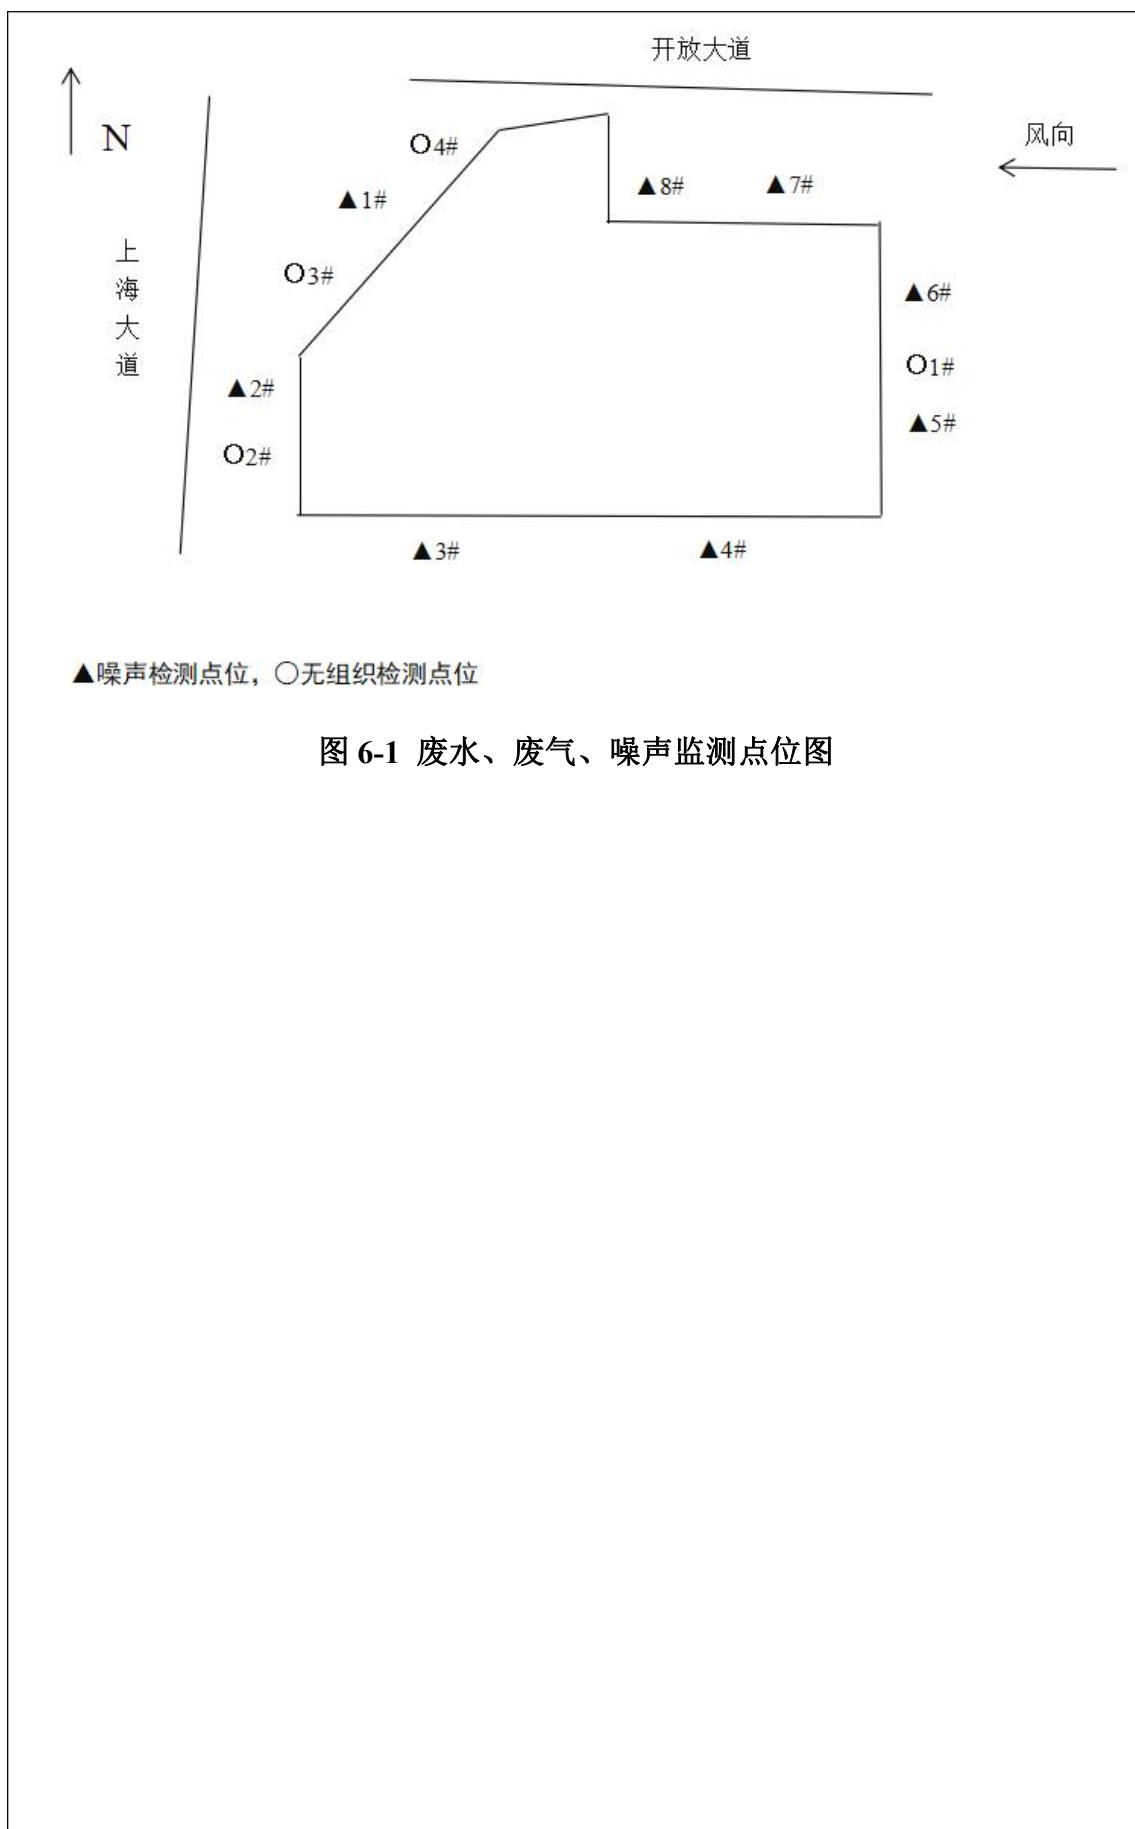 开放大道
N
风向
O4#
▲1#
▲8#
▲7#
上海大道
O3#
▲6#
O1#
▲2#
▲5#
O2#
▲3#
▲4#
▲噪声检测点位，○无组织检测点位
图 6-1 废水、废气、噪声监测点位图